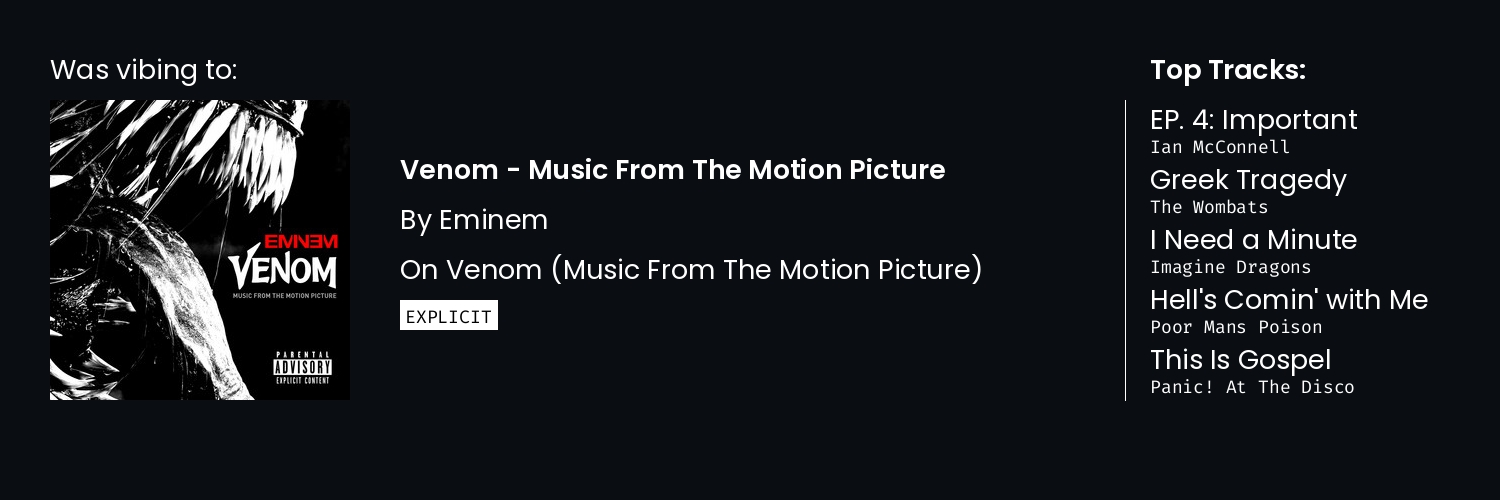 Was vibing to:
EMINEM
VENOM
MUSIC FROM THE MOTION PICTURE
PARENTAL
ADVISORY
EXPLICIT CONTENT
Venom - Music From The Motion Picture
By Eminem
On Venom (Music From The Motion Picture)
EXPLICIT
Top Tracks:
EP. 4: Important
Ian McConnell
Greek Tragedy
The Wombats
I Need a Minute
Imagine Dragons
Hell's Comin' with Me
Poor Mans Poison
This Is Gospel
Panic! At The Disco